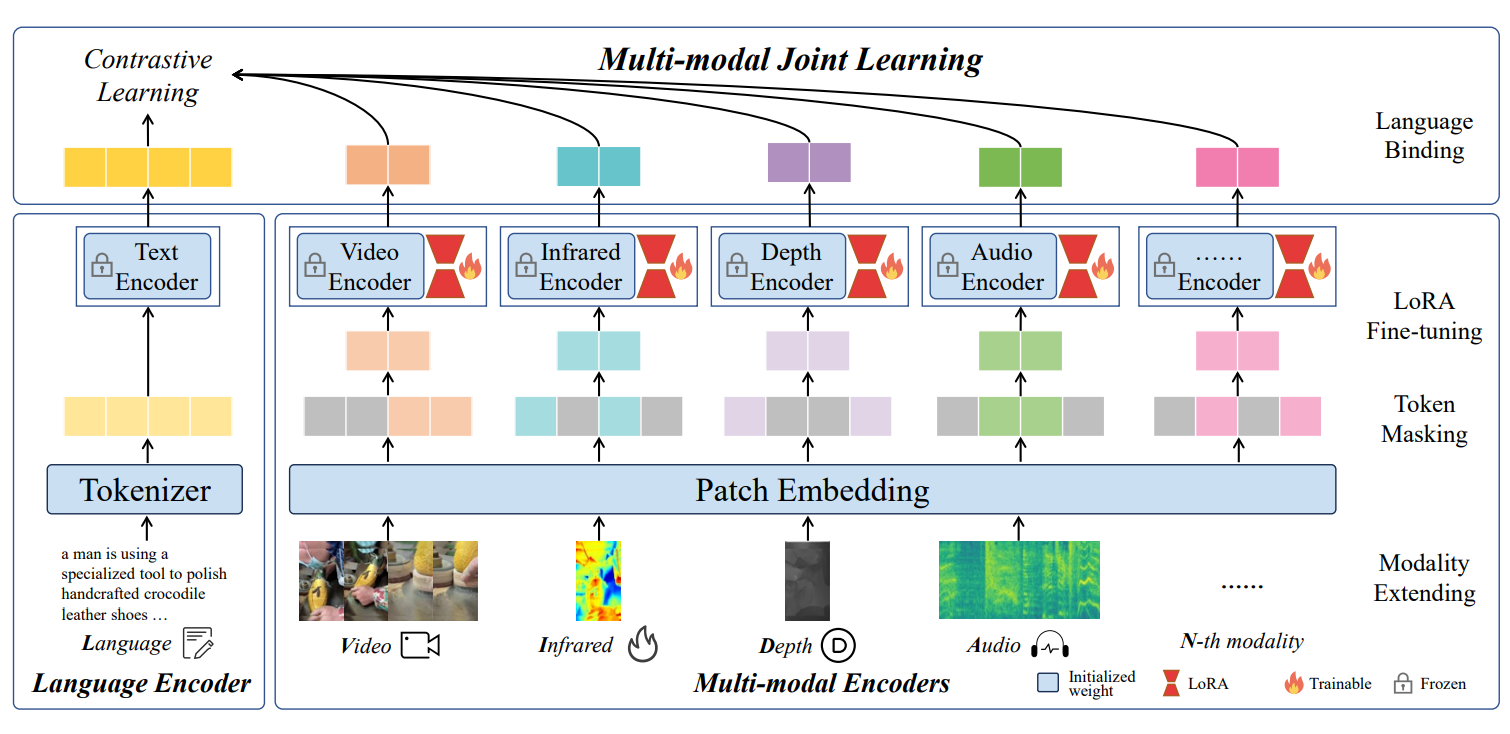 Contrastive
Learning
Multi-modal Joint Learning
Language
Binding
Text
Encoder
Video
Encoder
Infrared
Encoder
Depth
Encoder
Audio
Encoder
……
Encoder
LoRA
Fine-tuning
Token
Masking
Tokenizer
Patch Embedding
a man is using a
specialized tool to polish
handcrafted crocodile
leather shoes …
Language
Language Encoder
Video
Infrared
Depth
D
Audio
……
N-th modality
Modality
Extending
Multi-modal Encoders
Initialized
weight
LoRA
Trainable
Frozen